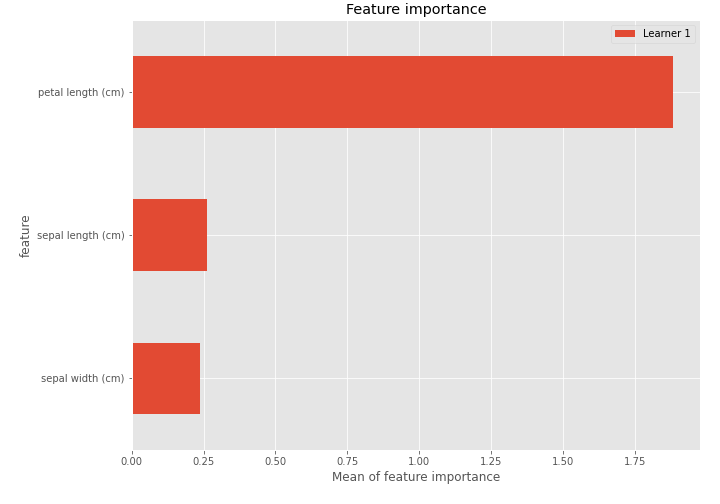 Feature importance
Learner 1
petal length (cm)
sepal length (cm)
sepal width (cm)
feature
0.00 0.25 0.50 0.75 1.00 1.25 1.50 1.75
Mean of feature importance